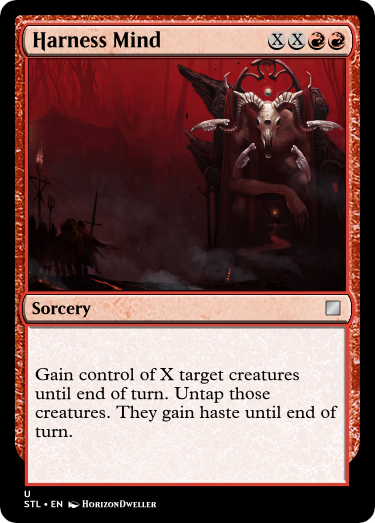 Harness Mind XXRR
Sorcery
Gain control of X target creatures
until end of turn. Untap those
creatures. They gain haste until end of
turn.
U
STL • EN HorizonDweller